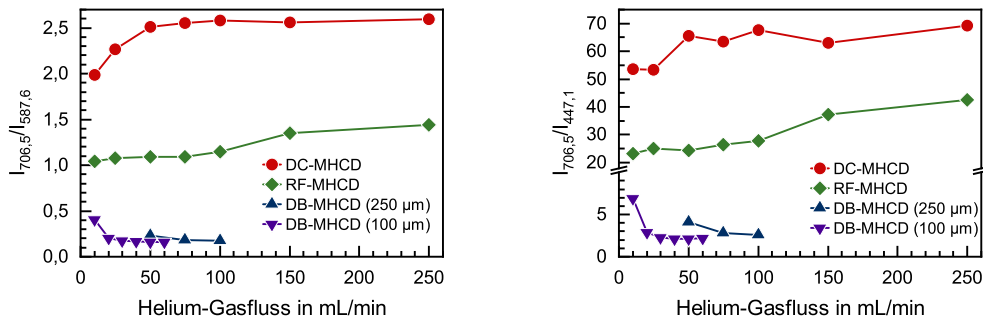 I706,5/I587,6
2,5
2,0
1,5
1,0
0,5
0,0
0 50 100 150 200 250
Helium-Gasfluss in mL/min
DC-MHCD
RF-MHCD
DB-MHCD (250 µm)
DB-MHCD (100 µm)
I706,5/I447,1
70
60
50
40
30
20
5
0
0 50 100 150 200 250
Helium-Gasfluss in mL/min
DC-MHCD
RF-MHCD
DB-MHCD (250 µm)
DB-MHCD (100 µm)